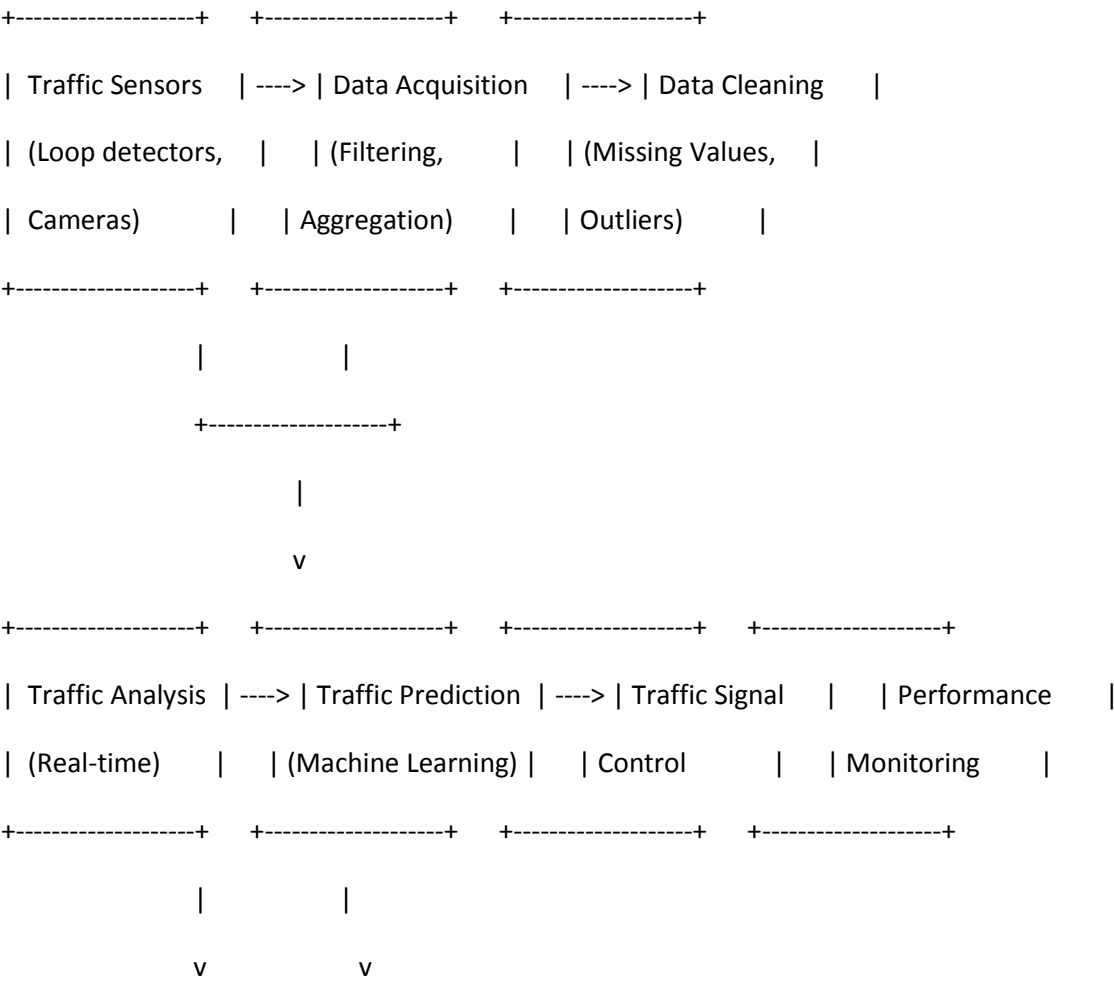 +--------------------+ +--------------------+ +--------------------+
| Traffic Sensors | ----> | Data Acquisition | ----> | Data Cleaning |
| (Loop detectors, | | (Filtering, | | (Missing Values, |
| Cameras) | | Aggregation) | | Outliers) |
+--------------------+ +--------------------+ +--------------------+
| |
+--------------------+
|
v
+--------------------+ +--------------------+ +--------------------+ +--------------------+
| Traffic Analysis | ----> | Traffic Prediction | ----> | Traffic Signal | | Performance |
| (Real-time) | | (Machine Learning) | | Control | | Monitoring |
+--------------------+ +--------------------+ +--------------------+ +--------------------+
| |
v v